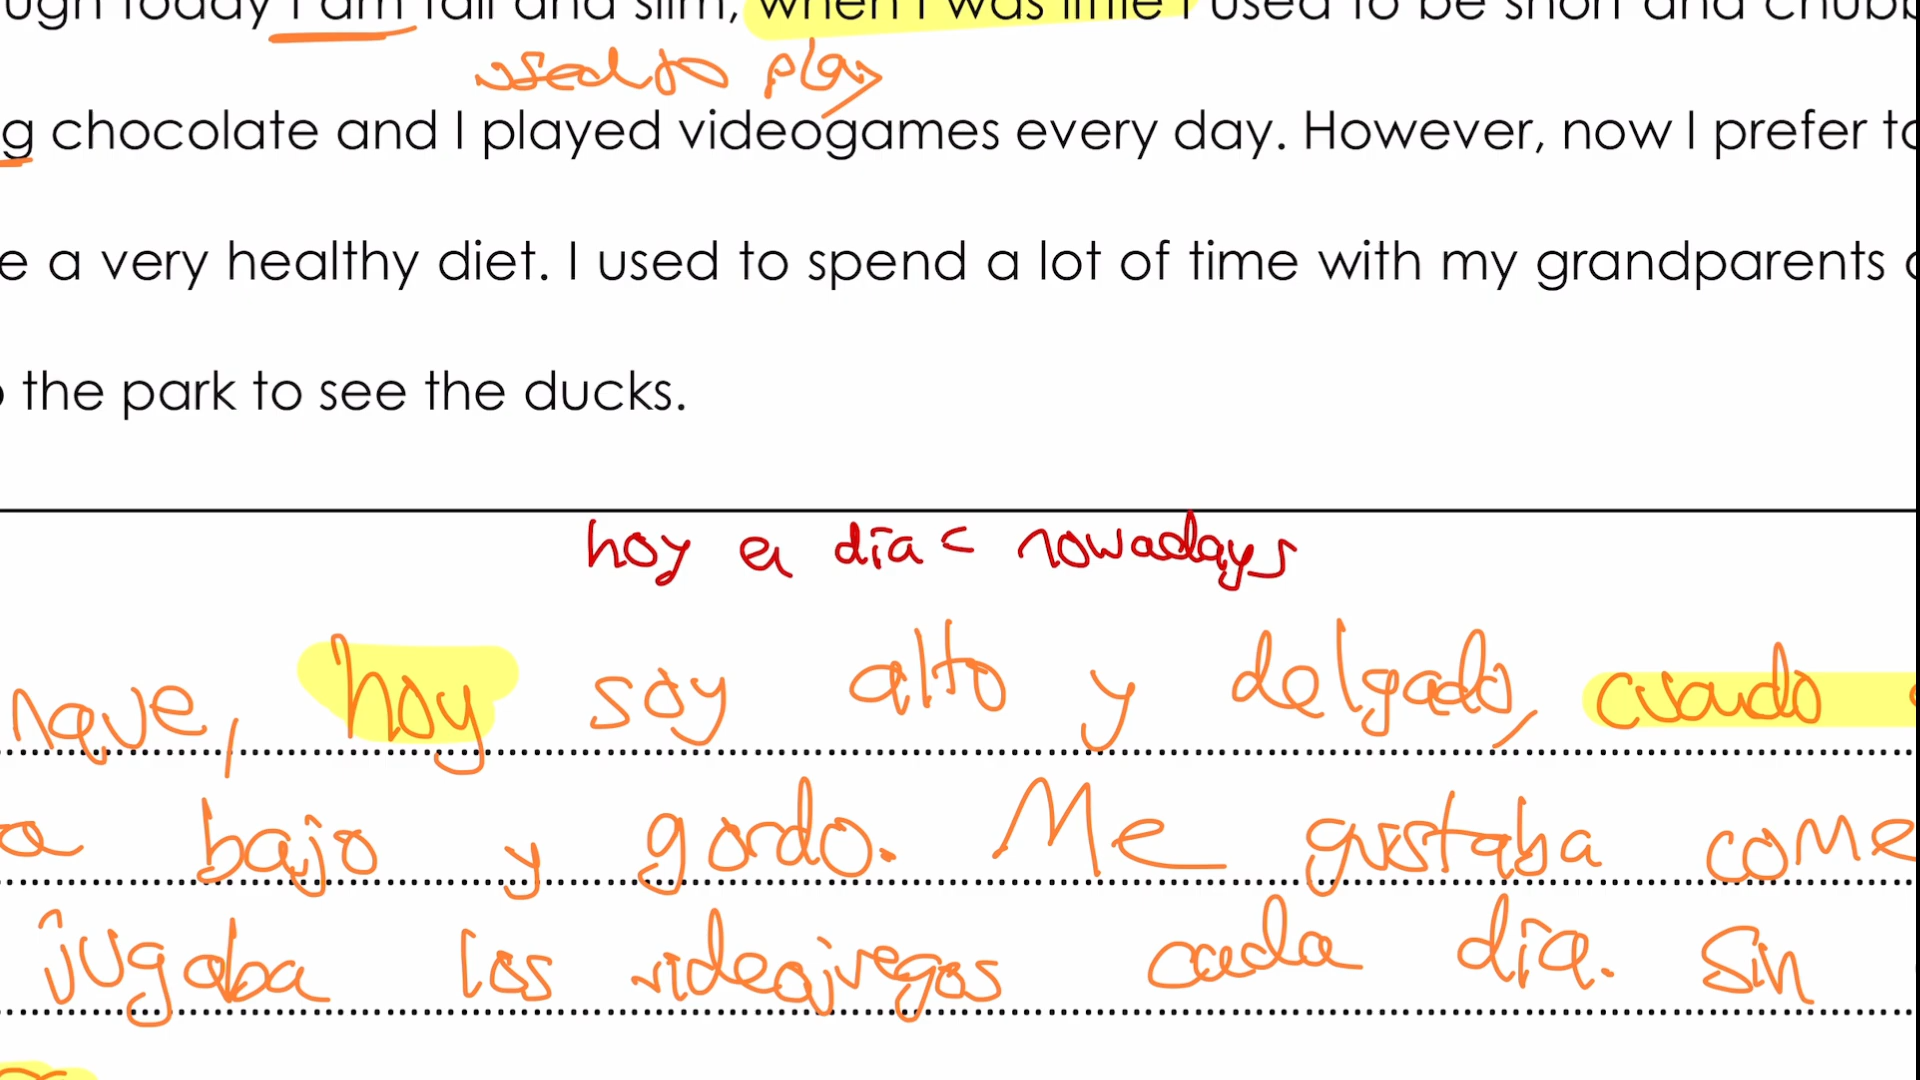 ugh today I am tall and slim, when I was little I used to be short and chubb
used to play
g chocolate and I played videogames every day. However, now I prefer to
e a very healthy diet. I used to spend a lot of time with my grandparents
o the park to see the ducks.
hoy en día = nowadays
nque, hoy soy alto y delgado, cuando
a bajo y gordo. Me gustaba come
jugaba los videojuegos cada día. Sin